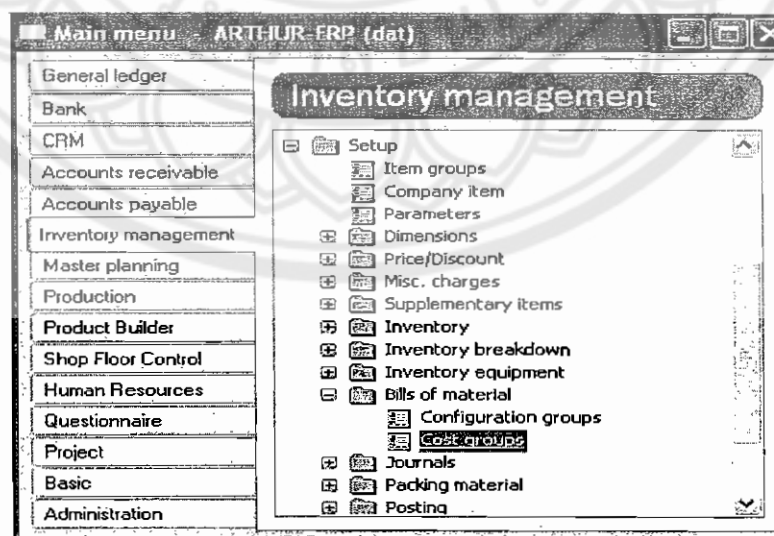 Main menu - ARTHUR-ERP (dat)
General ledger
Bank
CRM
Accounts receivable
Accounts payable
Inventory management
Master planning
Production
Product Builder
Shop Floor Control
Human Resources
Questionnaire
Project
Basic
Administration
Inventory management
Setup
Item groups
Company item
Parameters
Dimensions
Price/Discount
Misc. charges
Supplementary items
Inventory
Inventory breakdown
Inventory equipment
Bills of material
Configuration groups
Cost groups
Journals
Packing material
Posting